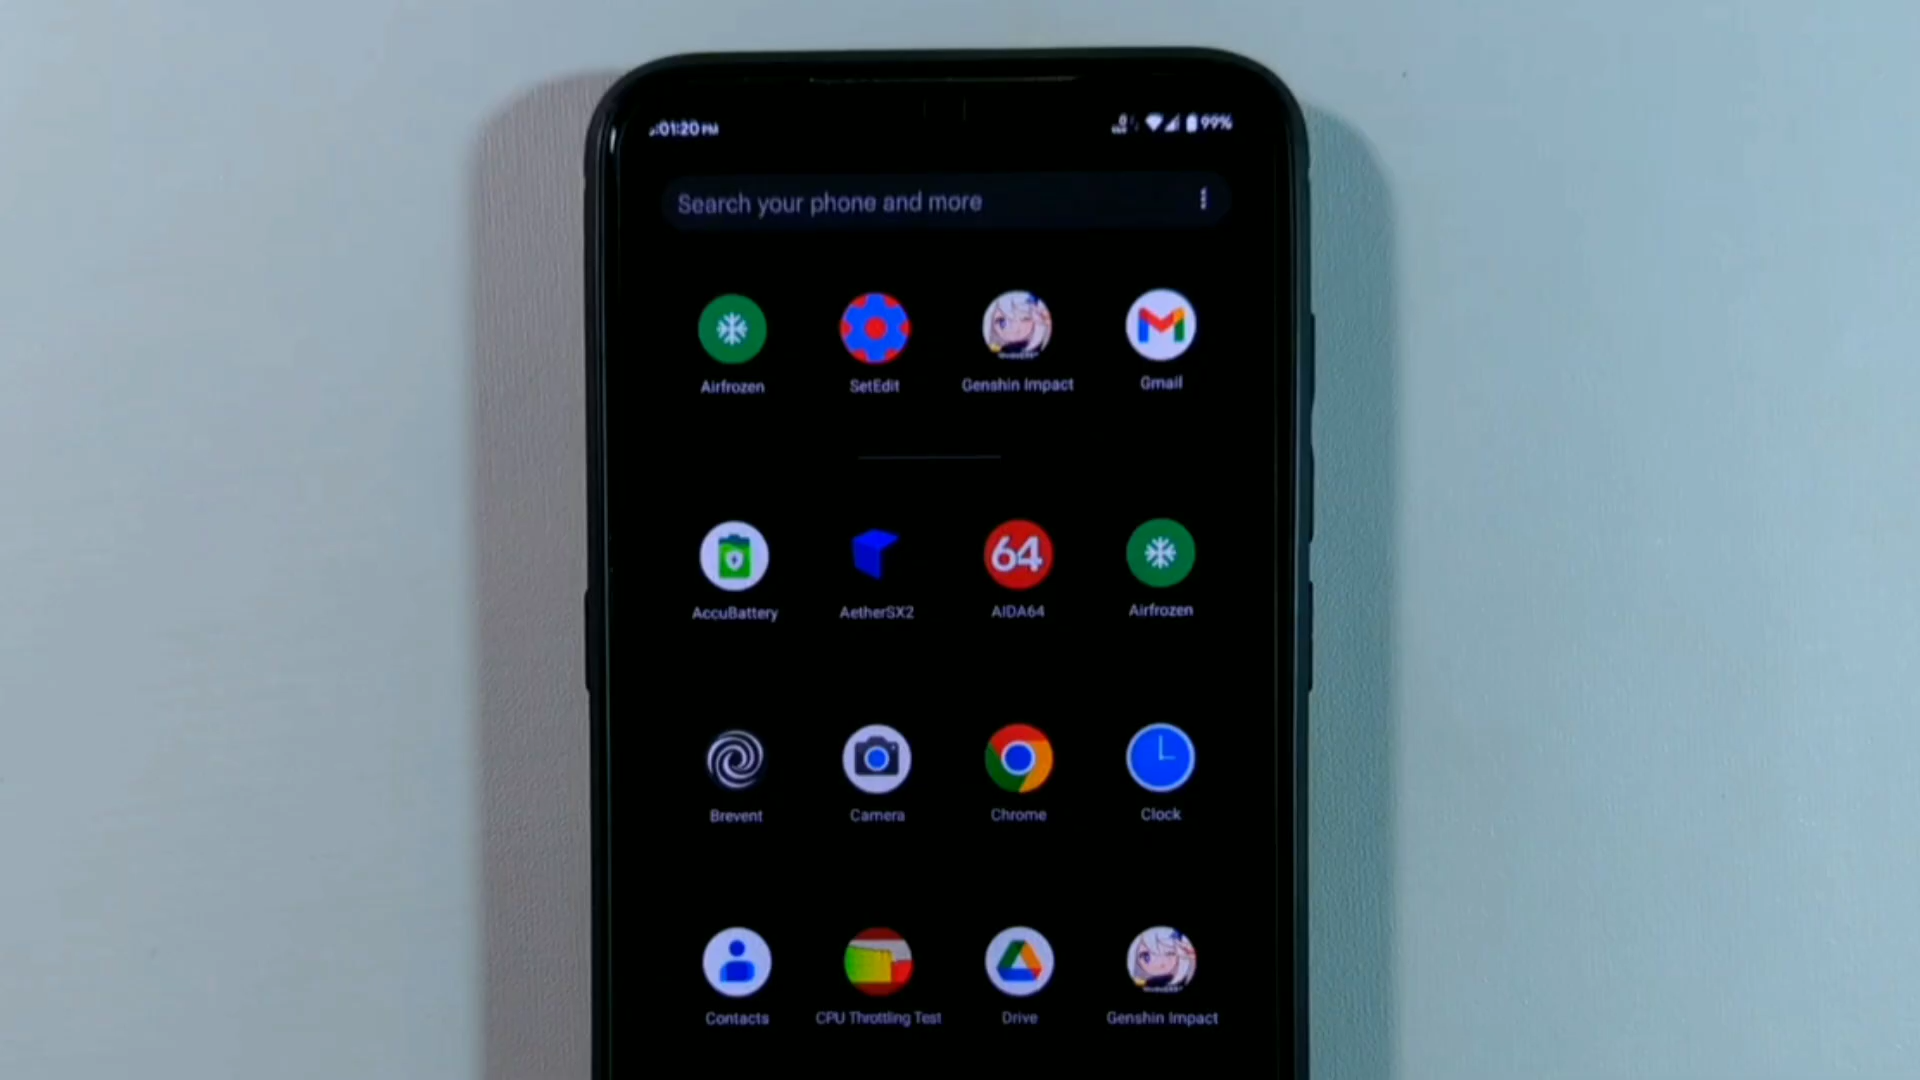 :01:20 PM
99%
Search your phone and more
Airfrozen
SetEdit
Genshin Impact
Gmail
AccuBattery
AetherSX2
64
AIDA64
Airfrozen
Brevent
Camera
Chrome
Clock
Contacts
CPU Throttling Test
Drive
Genshin Impact